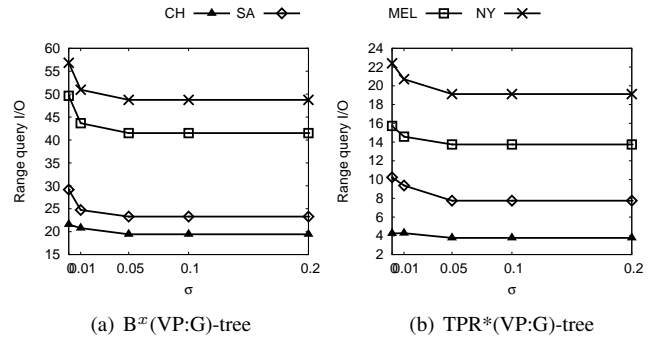 CH SA MEL NY
Range query I/O
60
55
50
45
40
35
30
25
20
15
0 0.01 0.05 0.1 0.2
σ
(a) Bˣ(VP:G)-tree
Range query I/O
24
22
20
18
16
14
12
10
8
6
4
2
0 0.01 0.05 0.1 0.2
σ
(b) TPR*(VP:G)-tree